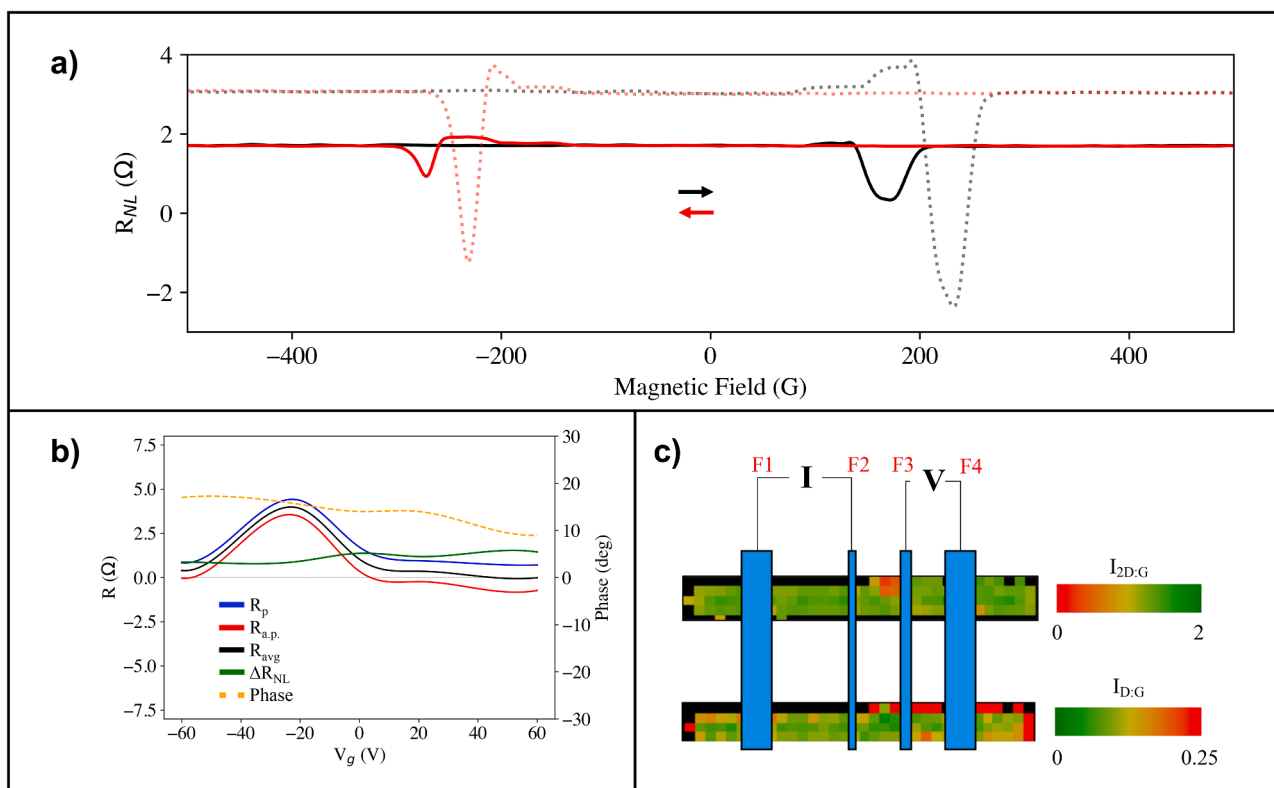 a)
4
2
0
−2
R_NL (Ω)
−400
−200
0
200
400
Magnetic Field (G)
b)
7.5
5.0
2.5
0.0
−2.5
−5.0
−7.5
R (Ω)
30
20
10
0
−10
−20
−30
Phase (deg)
R_p
R_a.p.
R_avg
ΔR_NL
Phase
−60
−40
−20
0
20
40
60
V_g (V)
c)
F1
I
F2
F3
V
F4
I_2D:G
0
2
I_D:G
0
0.25